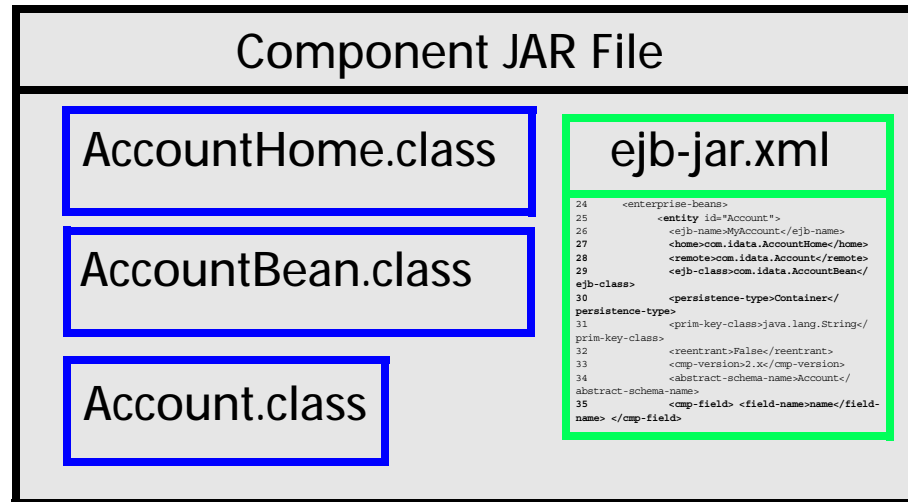 Component JAR File
AccountHome.class
AccountBean.class
Account.class
ejb-jar.xml
24 <enterprise-beans>
25 <entity id="Account">
26 <ejb-name>MyAccount</ejb-name>
27 <home>com.idata.AccountHome</home>
28 <remote>com.idata.Account</remote>
29 <ejb-class>com.idata.AccountBean</
ejb-class>
30 <persistence-type>Container</
persistence-type>
31 <prim-key-class>java.lang.String</
prim-key-class>
32 <reentrant>False</reentrant>
33 <cmp-version>2.x</cmp-version>
34 <abstract-schema-name>Account</
abstract-schema-name>
35 <cmp-field> <field-name>name</field-
name> </cmp-field>